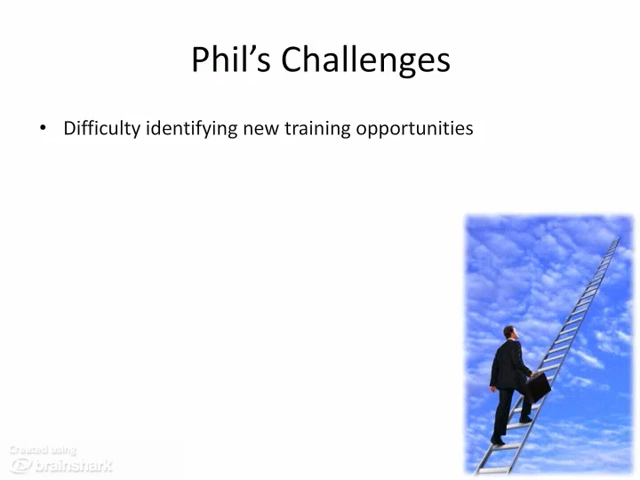 Phil’s Challenges
• Difficulty identifying new training opportunities
Created using
brainshark